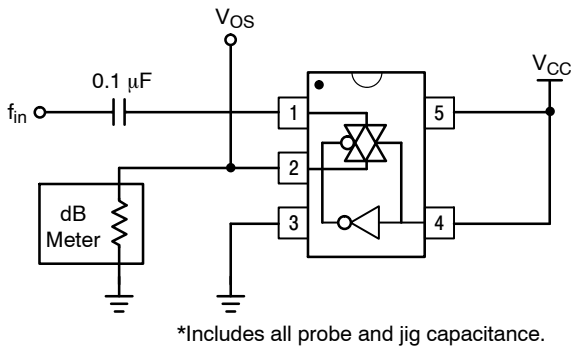 VOS
0.1 μF
VCC
fin
1
5
2
dB
Meter
3
4
*Includes all probe and jig capacitance.